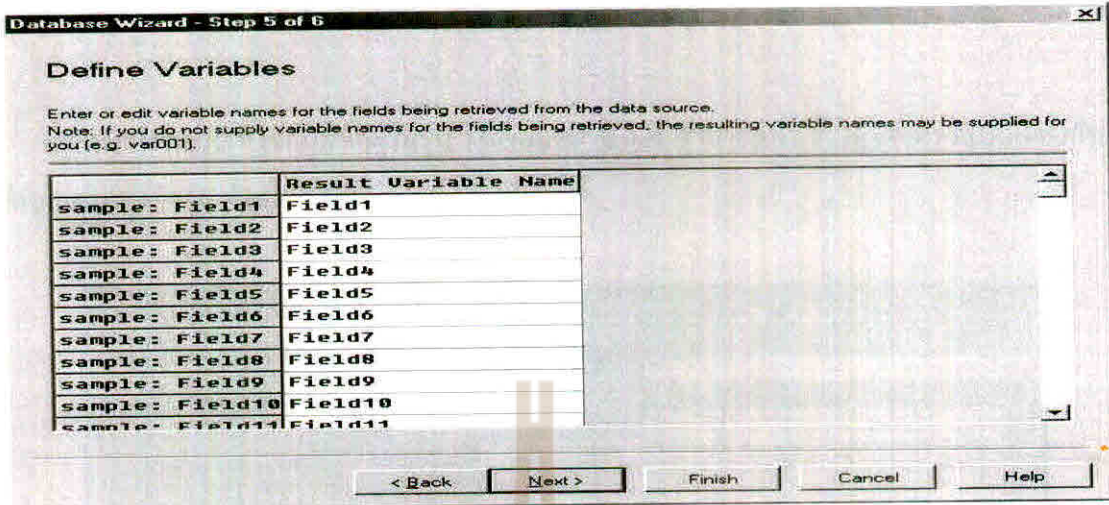 Database Wizard - Step 5 of 6
Define Variables
Enter or edit variable names for the fields being retrieved from the data source.
Note: If you do not supply variable names for the fields being retrieved, the resulting variable names may be supplied for
you (e.g. var001).
Result Variable Name
sample: Field1 Field1
sample: Field2 Field2
sample: Field3 Field3
sample: Field4 Field4
sample: Field5 Field5
sample: Field6 Field6
sample: Field7 Field7
sample: Field8 Field8
sample: Field9 Field9
sample: Field10 Field10
sample: Field11 Field11
< Back Next > Finish Cancel Help